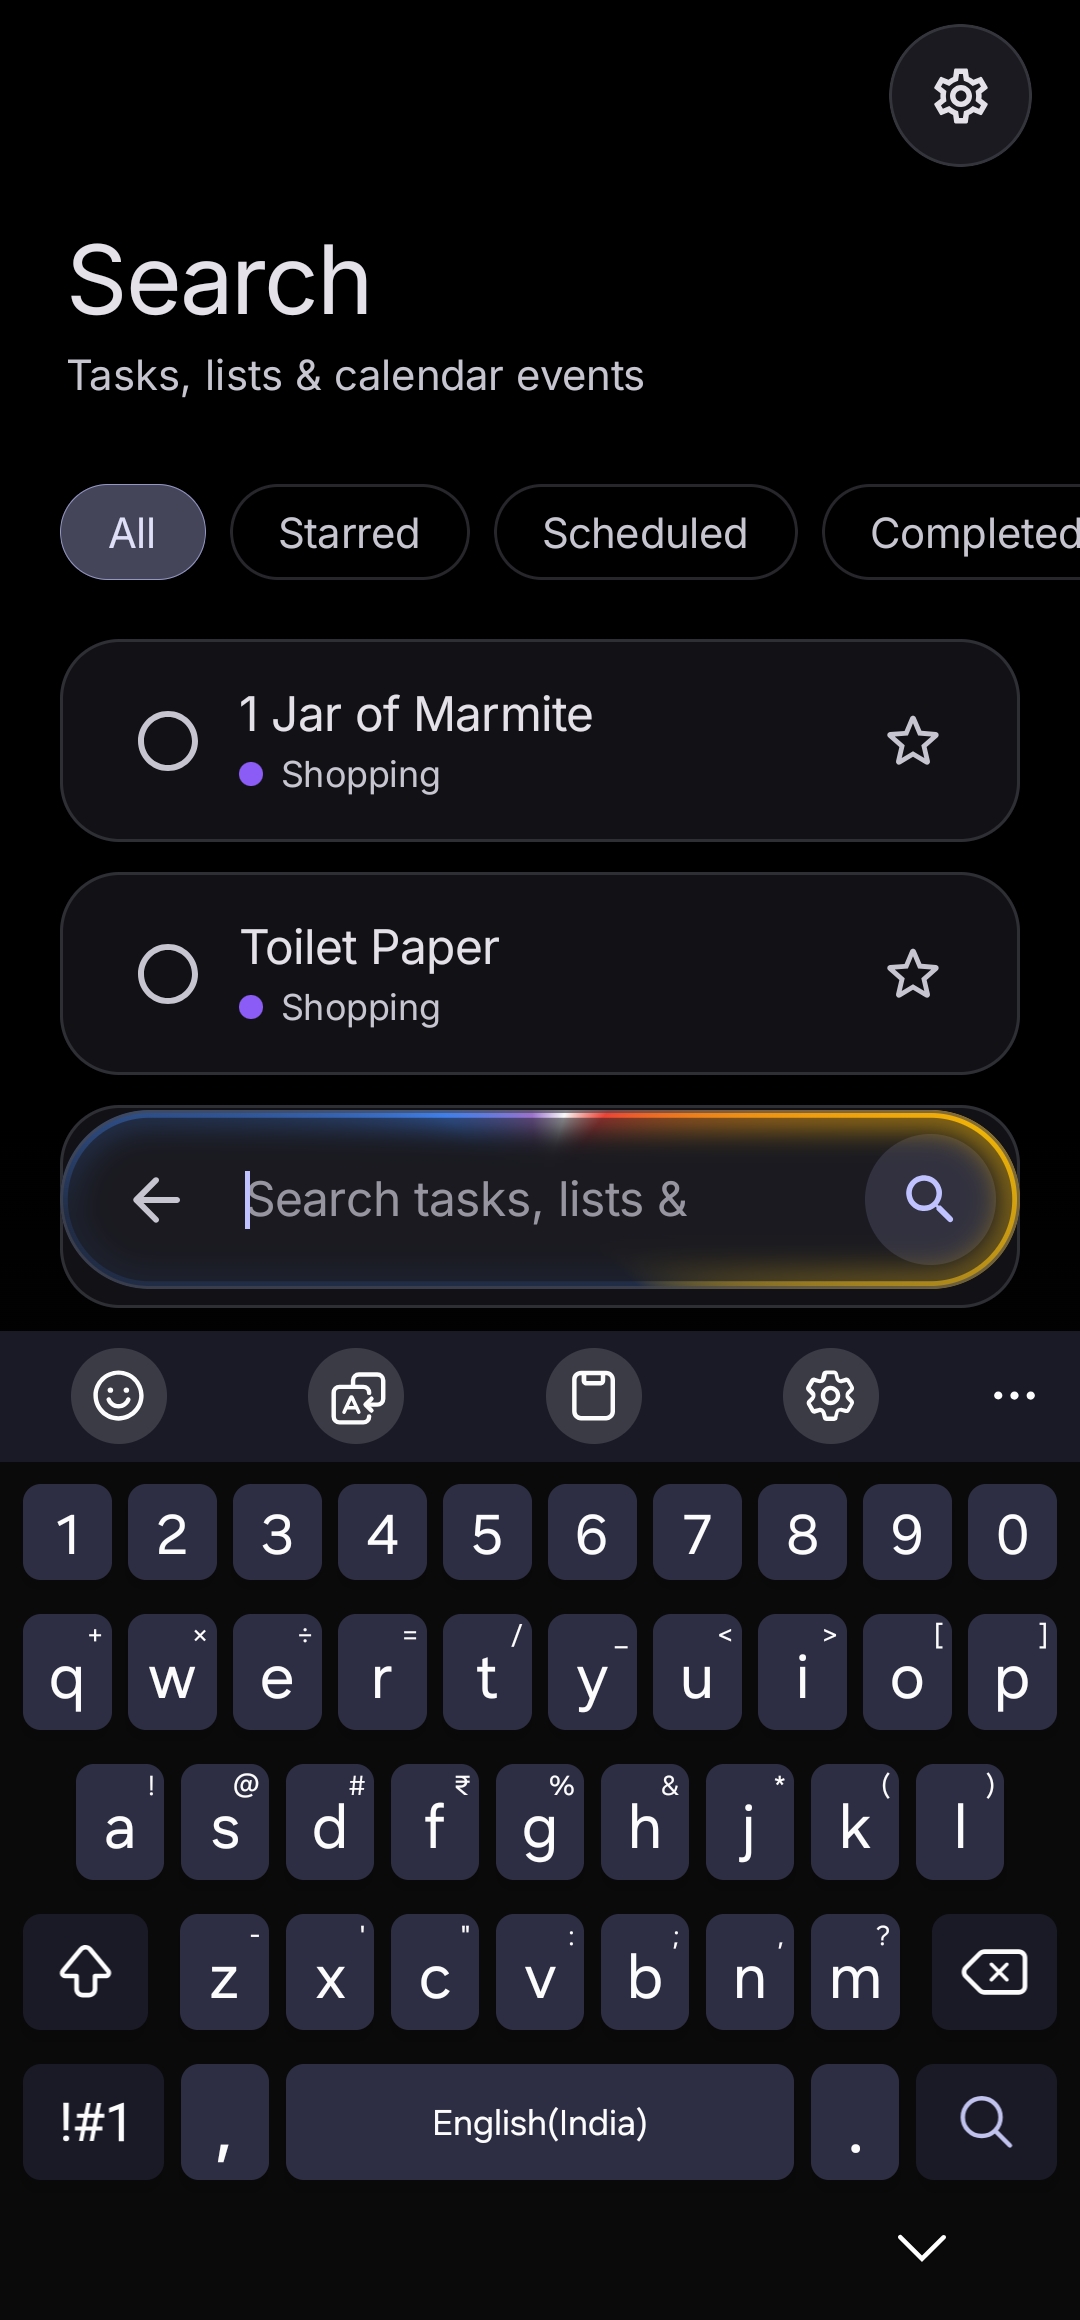 Search
Tasks, lists & calendar events
All Starred Scheduled Completed
1 Jar of Marmite
Shopping
Toilet Paper
Shopping
Search tasks, lists &
1 2 3 4 5 6 7 8 9 0
+ × ÷ = / _ < > [ ]
q w e r t y u i o p
! @ # ₹ % & * ( )
a s d f g h j k l
- ' " : ; , ?
z x c v b n m
!#1 , English(India) .